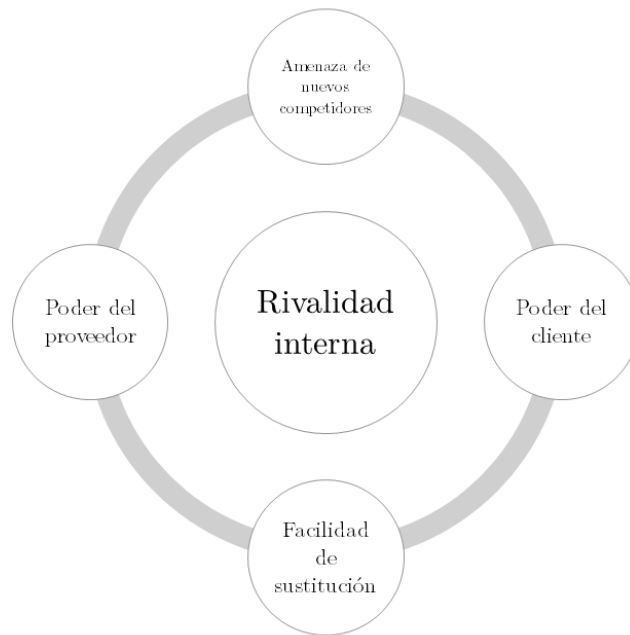 Amenaza de
nuevos
competidores
Poder del
proveedor
Rivalidad
interna
Poder del
cliente
Facilidad
de
sustitución